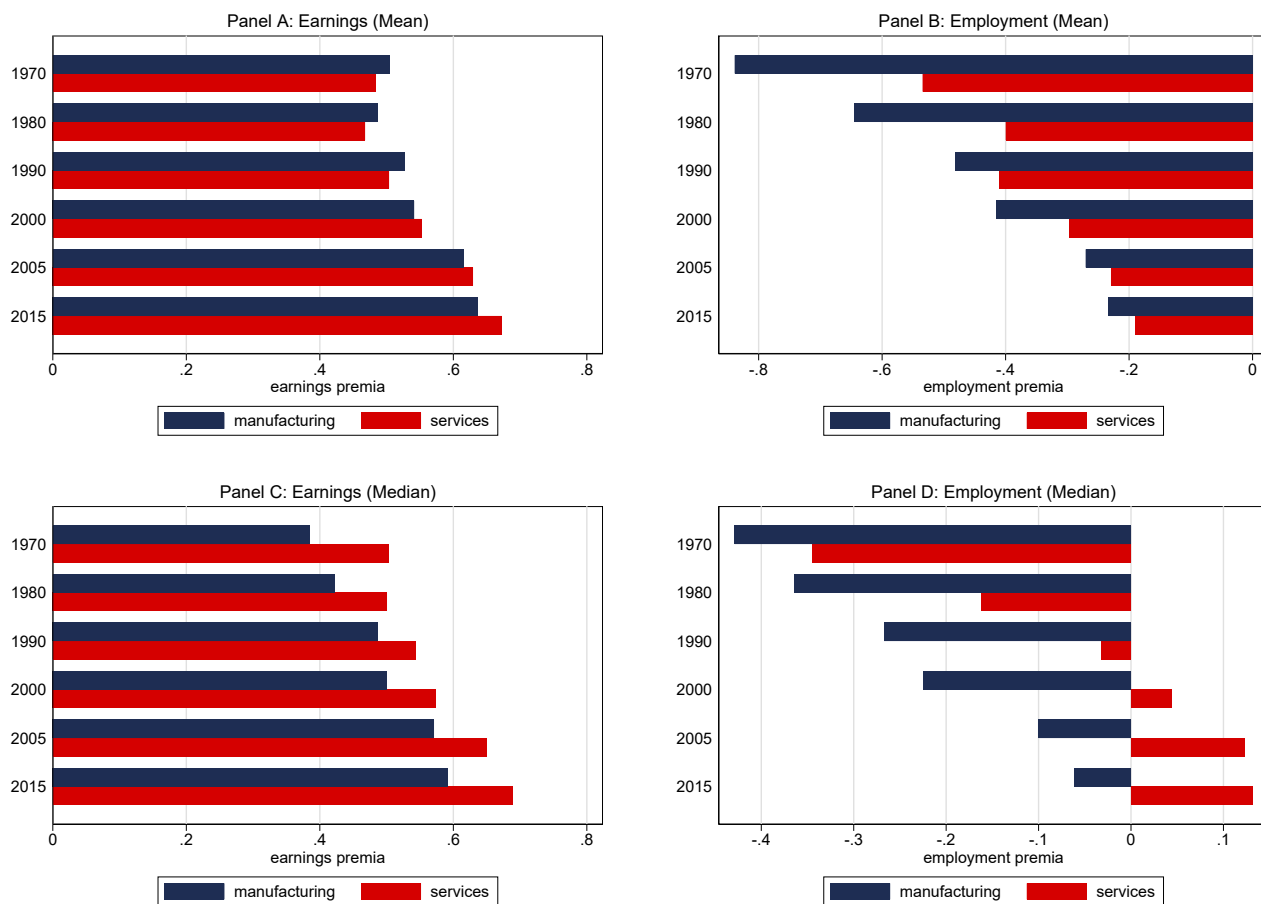 Panel A: Earnings (Mean)
1970
1980
1990
2000
2005
2015
0 .2 .4 .6 .8
earnings premia
manufacturing services
Panel B: Employment (Mean)
1970
1980
1990
2000
2005
2015
-.8 -.6 -.4 -.2 0
employment premia
manufacturing services
Panel C: Earnings (Median)
1970
1980
1990
2000
2005
2015
0 .2 .4 .6 .8
earnings premia
manufacturing services
Panel D: Employment (Median)
1970
1980
1990
2000
2005
2015
-.4 -.3 -.2 -.1 0 .1
employment premia
manufacturing services